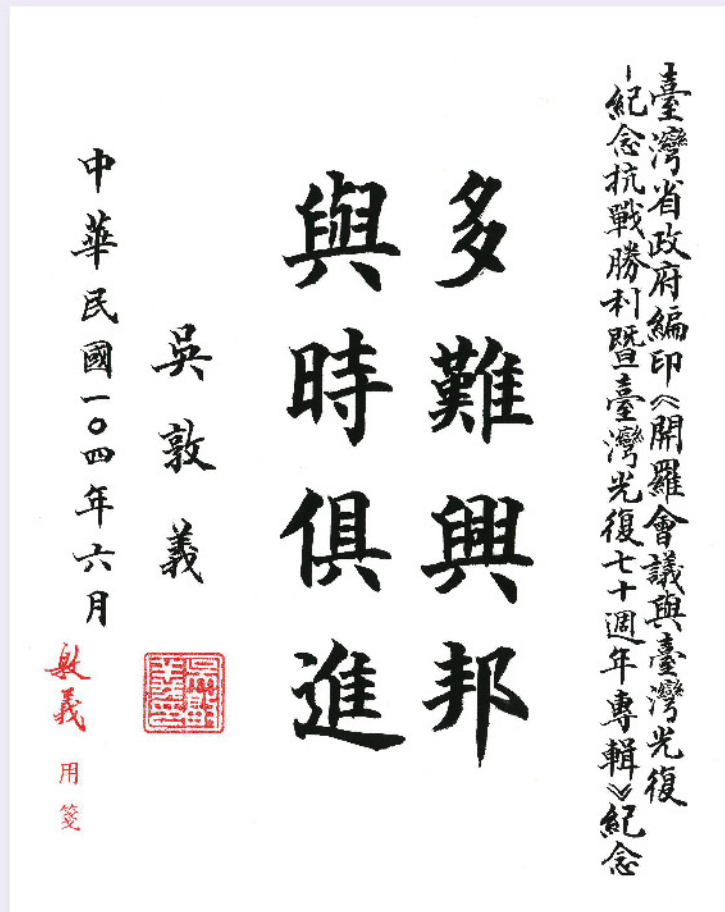 臺灣省政府編印《開羅會議與臺灣光復
-紀念抗戰勝利暨臺灣光復七十週年專輯》紀念
多難興邦
與時俱進
吳敦義
中華民國一0四年六月
敦義 用箋